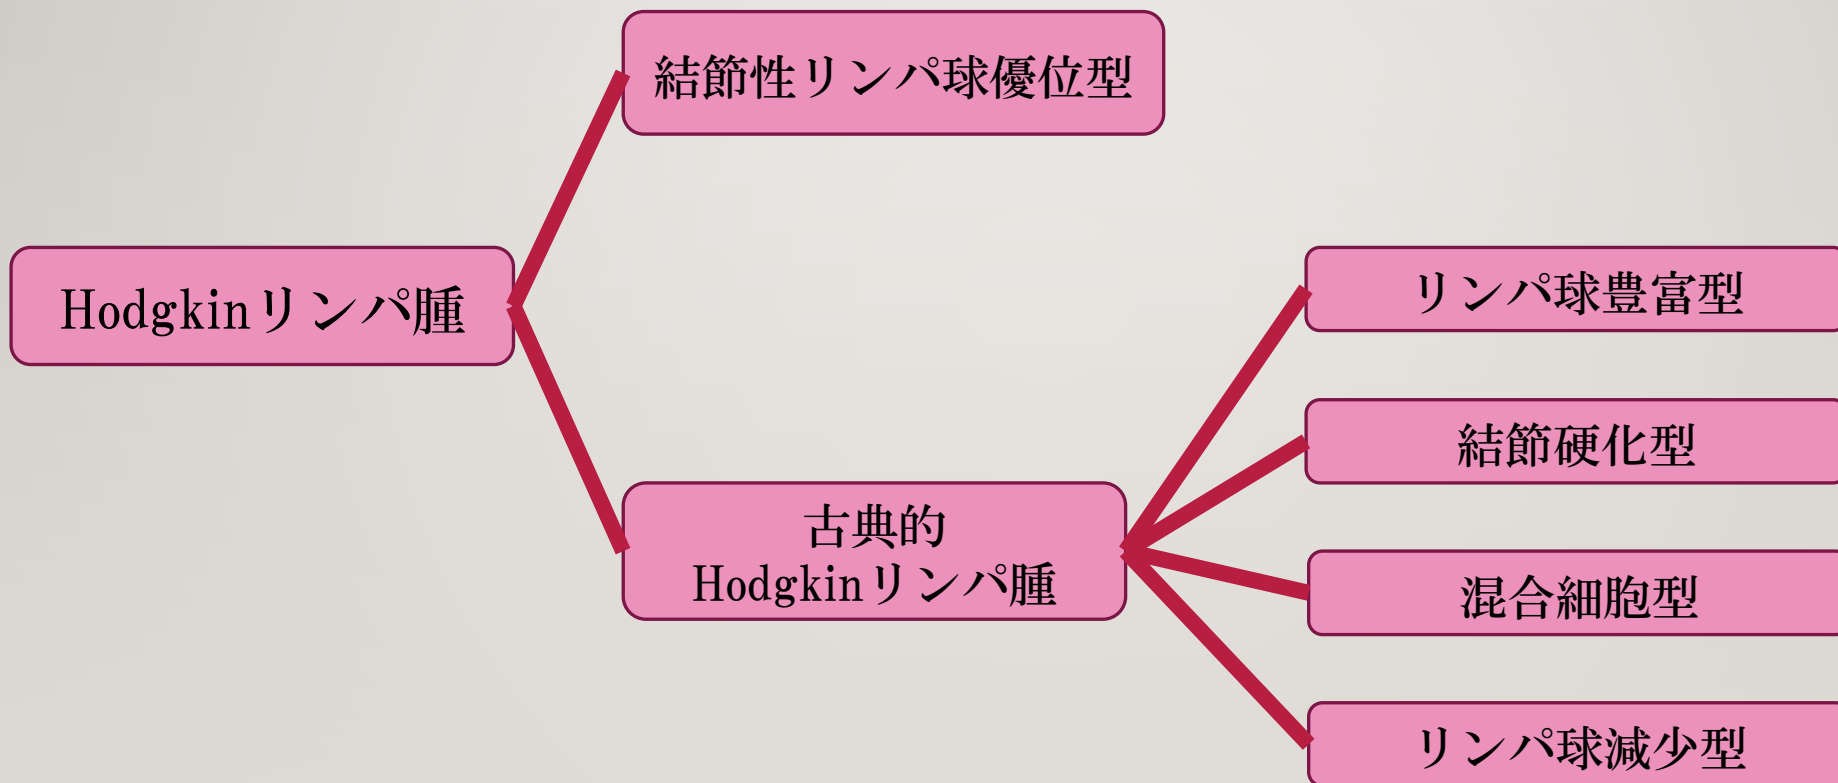 結節性リンパ球優位型
Hodgkinリンパ腫
リンパ球豊富型
結節硬化型
古典的
Hodgkinリンパ腫
混合細胞型
リンパ球減少型